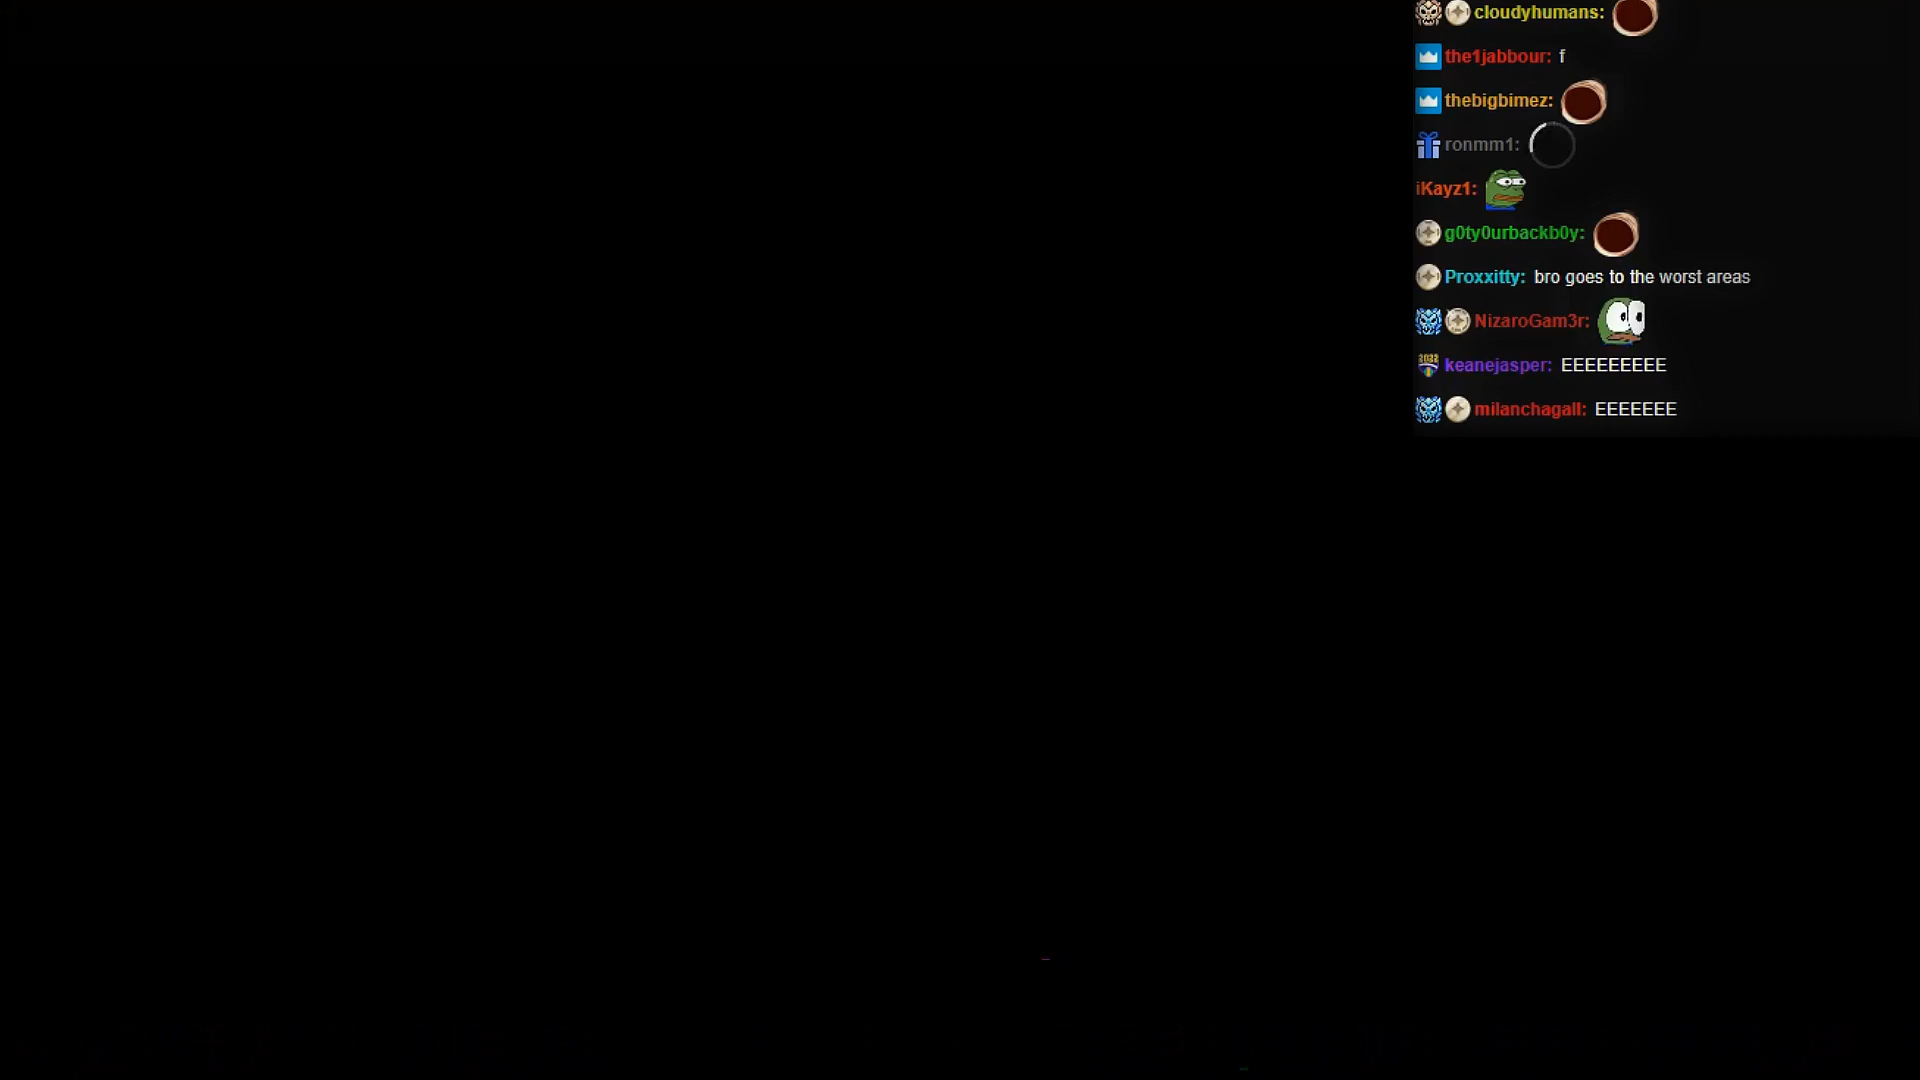 cloudyhumans:
the1jabbour: f
thebigbimez:
ronmm1:
iKayz1:
g0ty0urbackb0y:
Proxxitty: bro goes to the worst areas
NizaroGam3r:
keanejasper: EEEEEEEEE
milanchagall: EEEEEEE